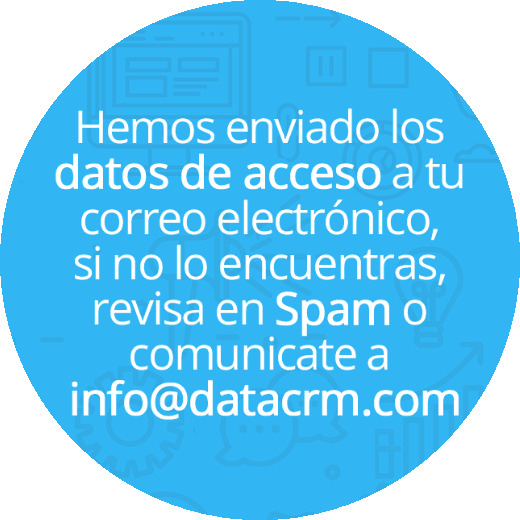 Hemos enviado los
datos de acceso a tu
correo electrónico,
si no lo encuentras,
revisa en Spam o
comunicate a
info@datacrm.com